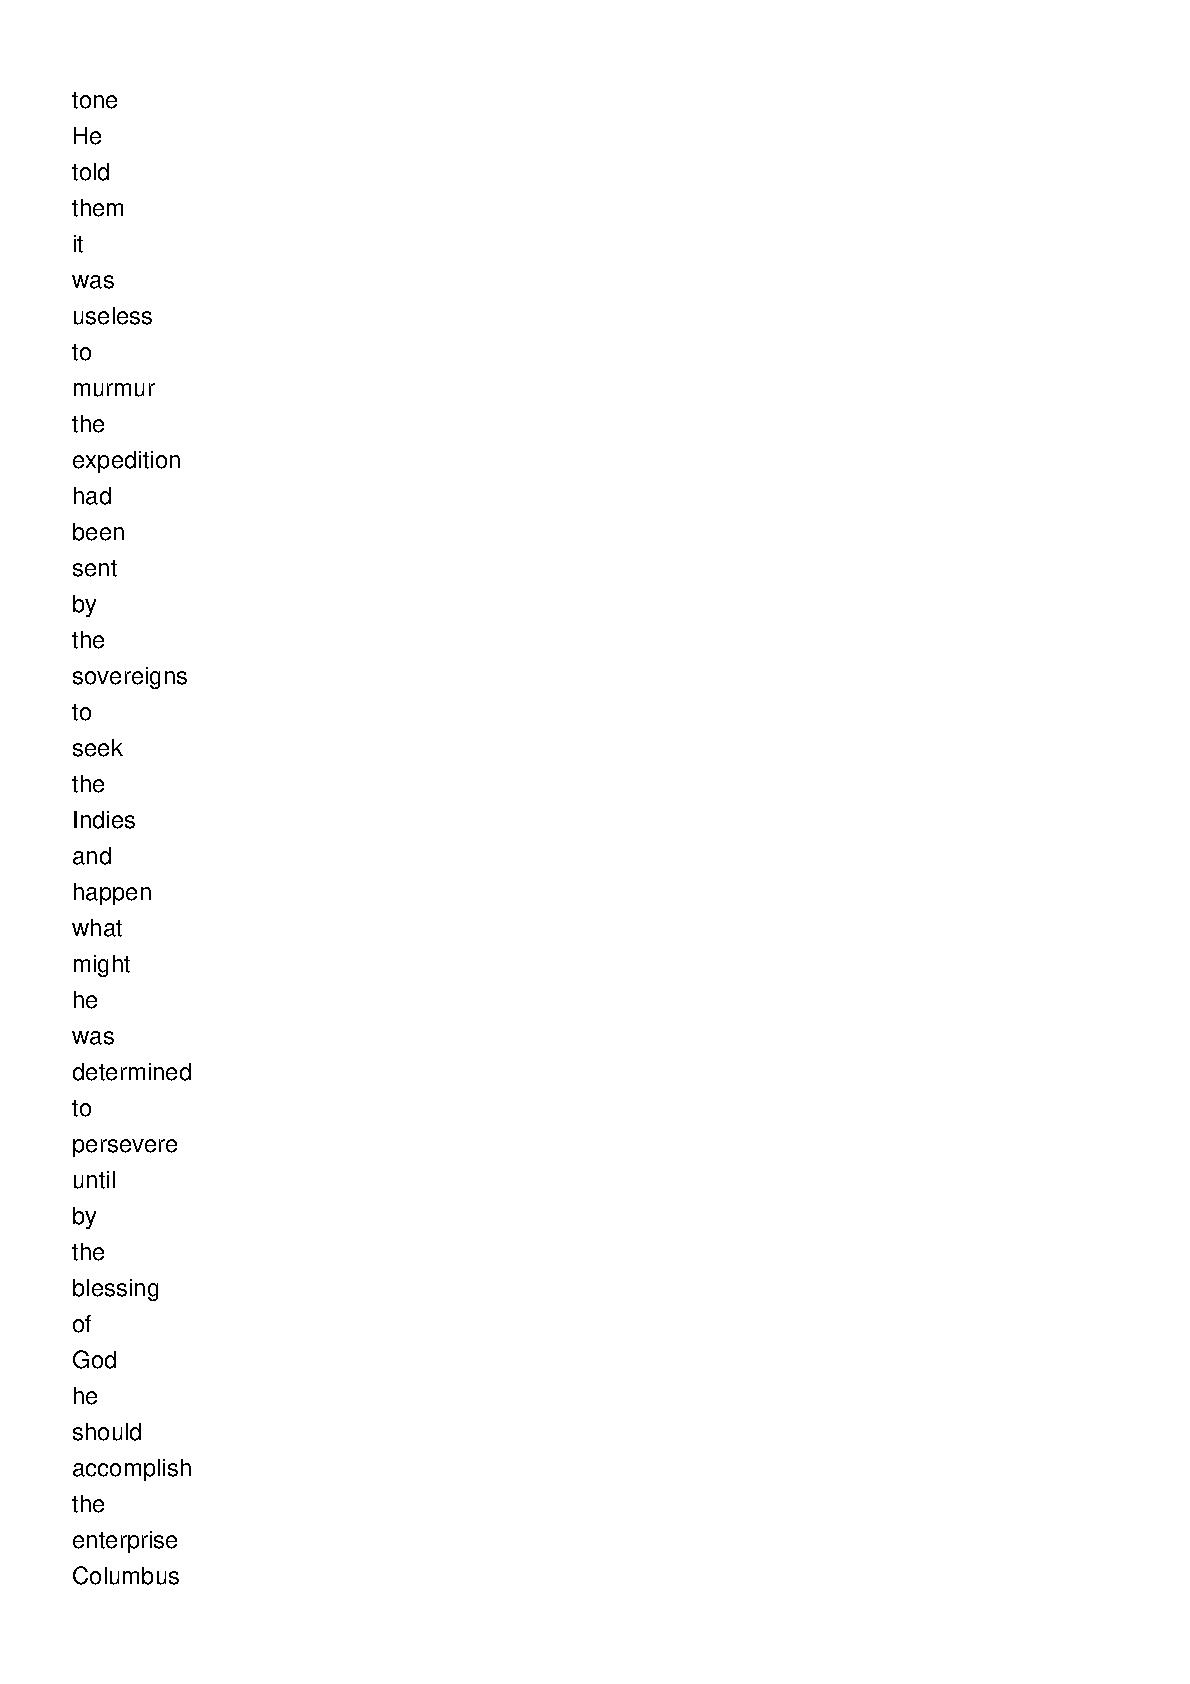 tone
He
told
them
it
was
useless
to
murmur
the
expedition
had
been
sent
by
the
sovereigns
to
seek
the
Indies
and
happen
what
might
he
was
determined
to
persevere
until
by
the
blessing
of
God
he
should
accomplish
the
enterprise
Columbus